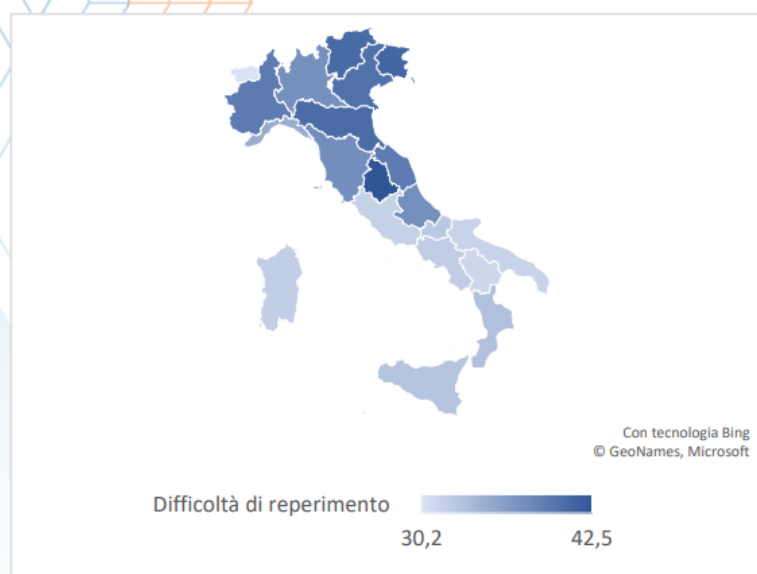 Con tecnologia Bing
© GeoNames, Microsoft
Difficoltà di reperimento
30,2 42,5